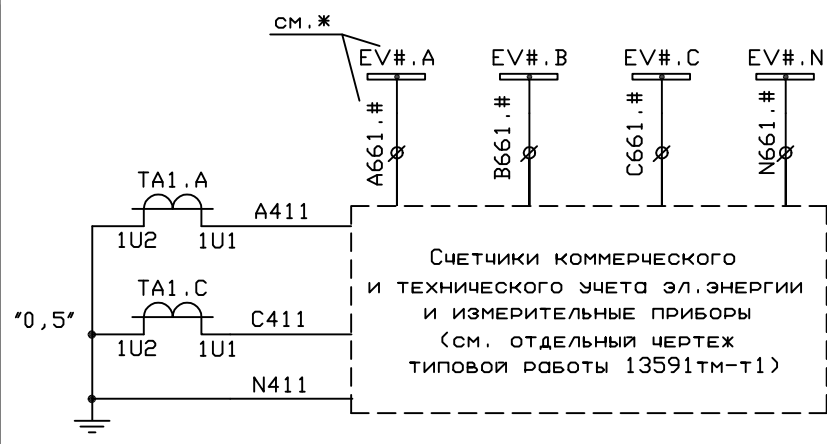 см.*
EV#.A EV#.B EV#.C EV#.N
A661.# B661.# C661.# N661.#
TA1.A
A411
1U2 1U1
TA1.C
"0,5"
C411
1U2 1U1
N411
Счетчики коммерческого
и технического учета эл.энергии
и измерительные приборы
(см. отдельный чертеж
типовой работы 13591тм-т1)